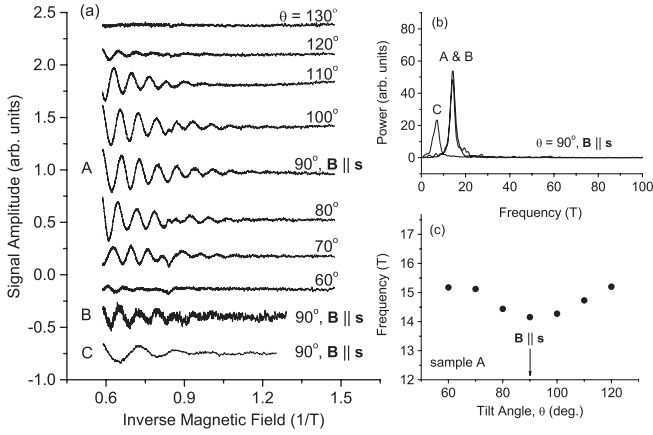 (a)
θ = 130°
120°
110°
100°
A
90°, B || s
80°
70°
60°
B
90°, B || s
C
90°, B || s
2.5
2.0
1.5
1.0
0.5
0.0
-0.5
-1.0
Signal Amplitude (arb. units)
0.6 0.9 1.2 1.5
Inverse Magnetic Field (1/T)
(b)
A & B
C
θ = 90°, B || s
80
60
40
20
0
Power (arb. units)
0 20 40 60 80 100
Frequency (T)
(c)
17
16
15
14
13
12
Frequency (T)
B || s
sample A
60 80 100 120
Tilt Angle, θ (deg.)